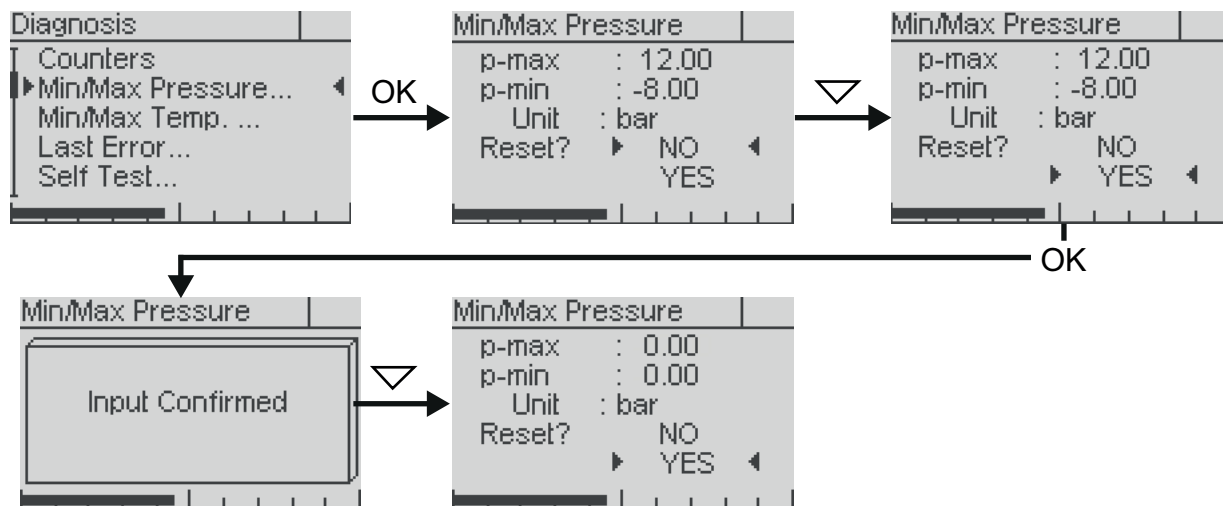 Diagnosis
Counters
Min/Max Pressure...
Min/Max Temp. ...
Last Error...
Self Test...
OK
Min/Max Pressure
p-max : 12.00
p-min : -8.00
Unit : bar
Reset? NO
YES
Min/Max Pressure
p-max : 12.00
p-min : -8.00
Unit : bar
Reset? NO
YES
OK
Min/Max Pressure
Input Confirmed
Min/Max Pressure
p-max : 0.00
p-min : 0.00
Unit : bar
Reset? NO
YES